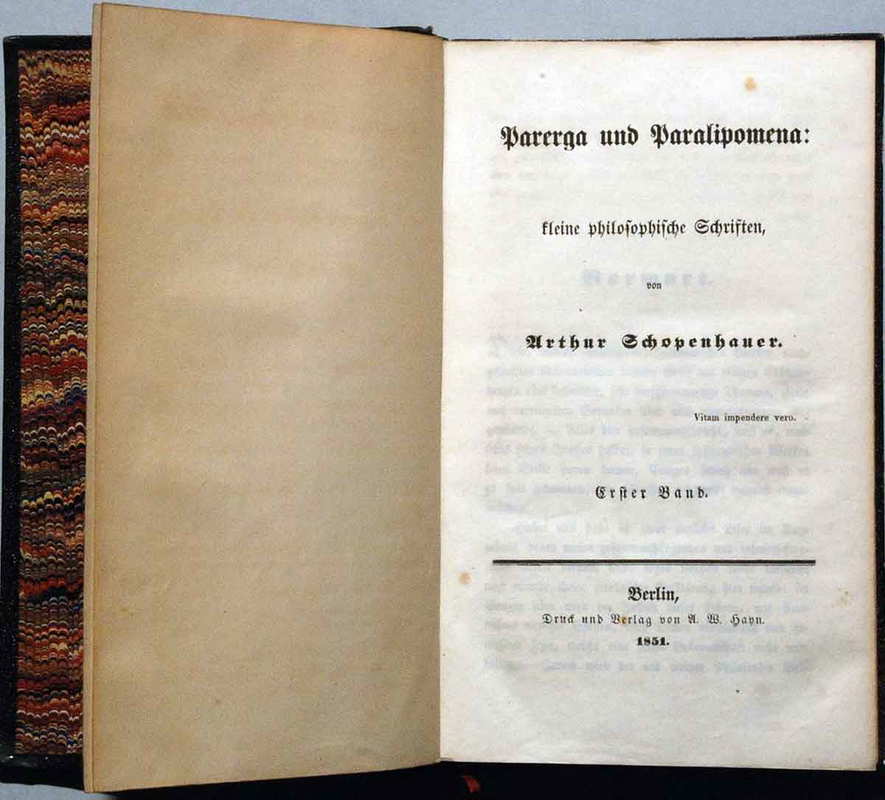 Parerga und Paralipomena:
kleine philosophische Schriften,
von
Arthur Schopenhauer.
Vitam impendere vero.
Erster Band.
Berlin,
Druck und Verlag von A. W. Hayn.
1851.